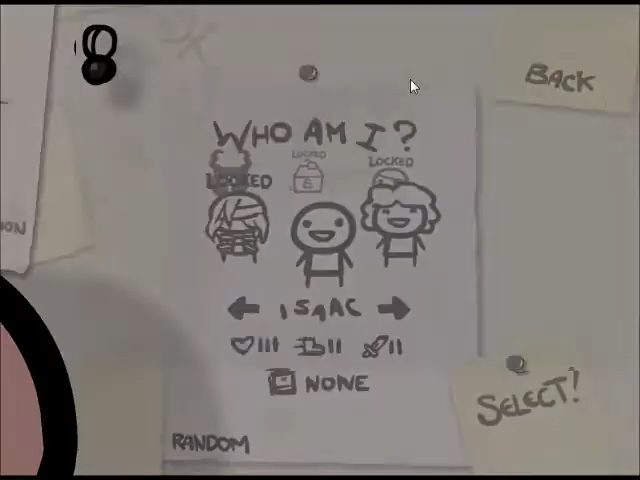 BACK
WHO AM I?
LOCKED
LOCKED
LOCKED
ISAAC
NONE
SELECT!
RANDOM